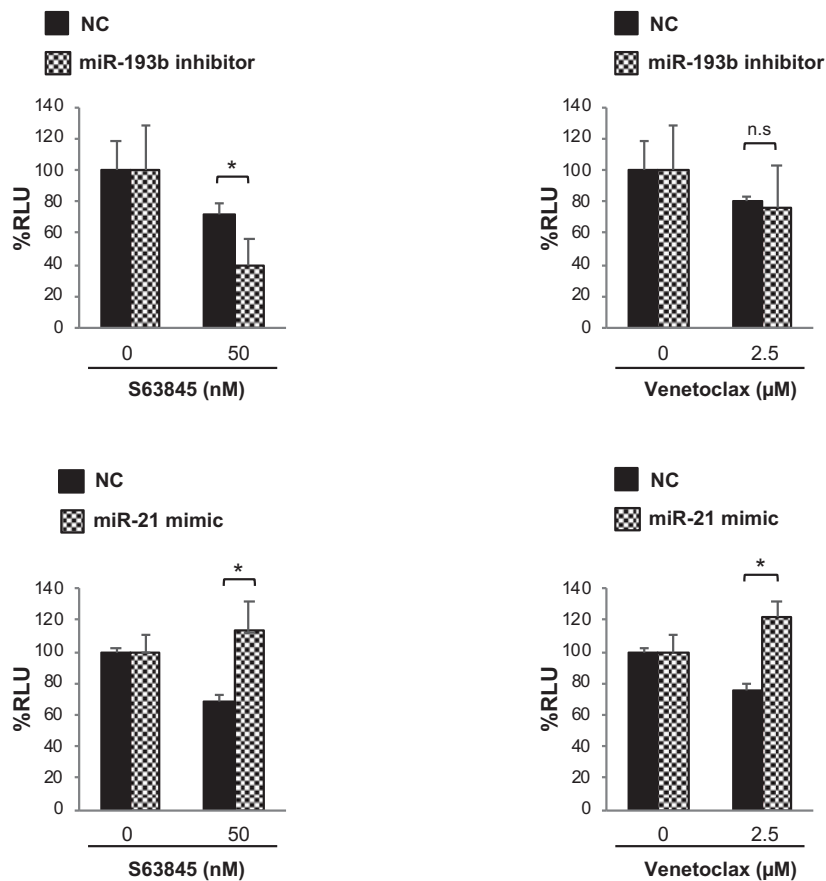 NC
miR-193b inhibitor
140
120
100
80
60
40
20
0
%RLU
*
0 50
S63845 (nM)
NC
miR-193b inhibitor
140
120
100
80
60
40
20
0
%RLU
n.s
0 2.5
Venetoclax (µM)
NC
miR-21 mimic
140
120
100
80
60
40
20
0
%RLU
*
0 50
S63845 (nM)
NC
miR-21 mimic
140
120
100
80
60
40
20
0
%RLU
*
0 2.5
Venetoclax (µM)